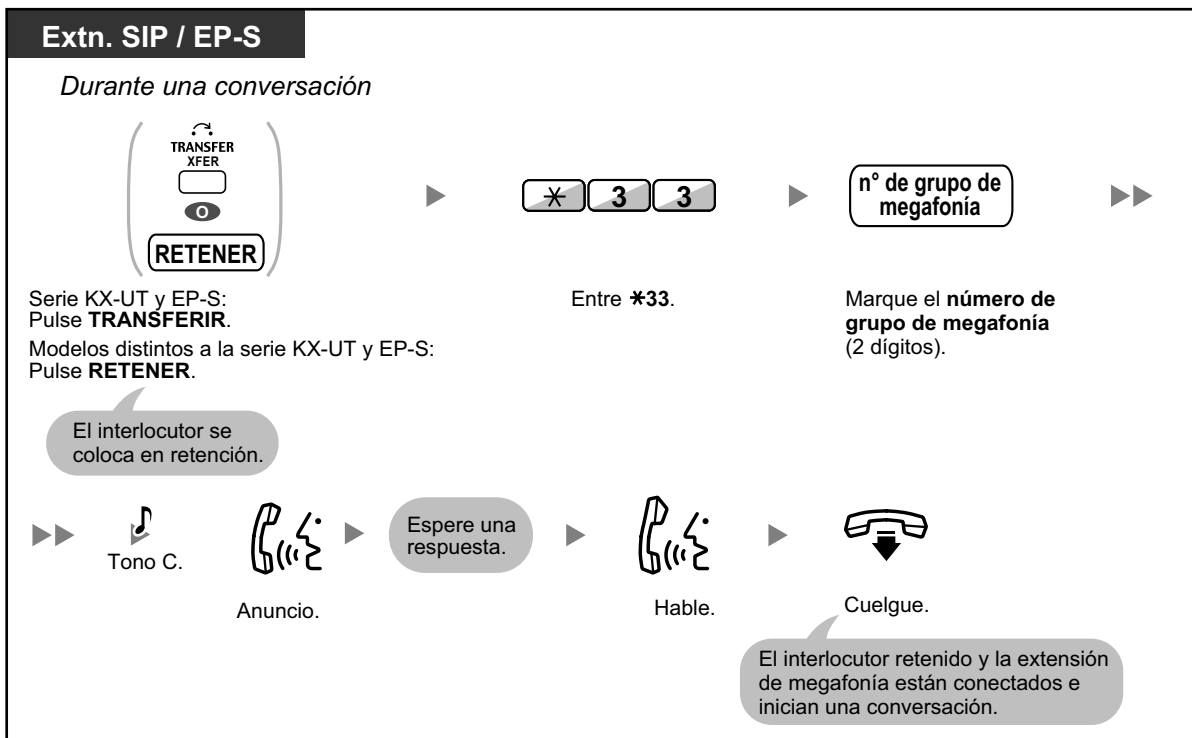 Extn. SIP / EP-S
Durante una conversación
TRANSFER
XFER
O
RETENER
✳ 3 3
n° de grupo de
megafonía
Serie KX-UT y EP-S:
Pulse TRANSFERIR.
Modelos distintos a la serie KX-UT y EP-S:
Pulse RETENER.
Entre ✳33.
Marque el número de
grupo de megafonía
(2 dígitos).
El interlocutor se
coloca en retención.
Tono C.
Anuncio.
Espere una
respuesta.
Hable.
Cuelgue.
El interlocutor retenido y la extensión
de megafonía están conectados e
inician una conversación.